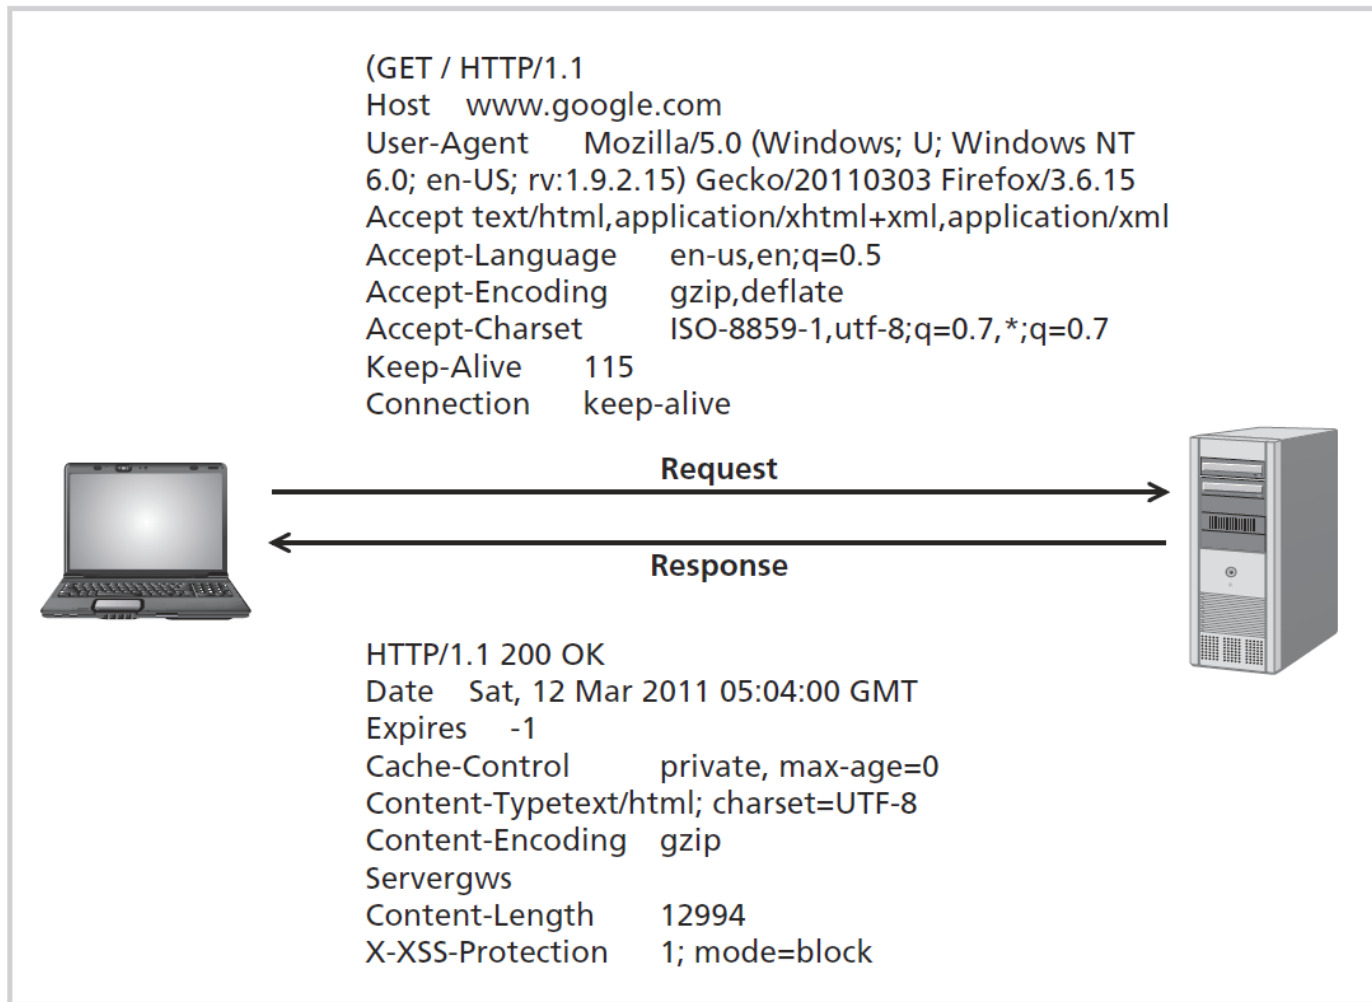 (GET / HTTP/1.1
Host www.google.com
User-Agent Mozilla/5.0 (Windows; U; Windows NT
6.0; en-US; rv:1.9.2.15) Gecko/20110303 Firefox/3.6.15
Accept text/html,application/xhtml+xml,application/xml
Accept-Language en-us,en;q=0.5
Accept-Encoding gzip,deflate
Accept-Charset ISO-8859-1,utf-8;q=0.7,*;q=0.7
Keep-Alive 115
Connection keep-alive
Request
Response
HTTP/1.1 200 OK
Date Sat, 12 Mar 2011 05:04:00 GMT
Expires -1
Cache-Control private, max-age=0
Content-Typetext/html; charset=UTF-8
Content-Encoding gzip
Servergws
Content-Length 12994
X-XSS-Protection 1; mode=block